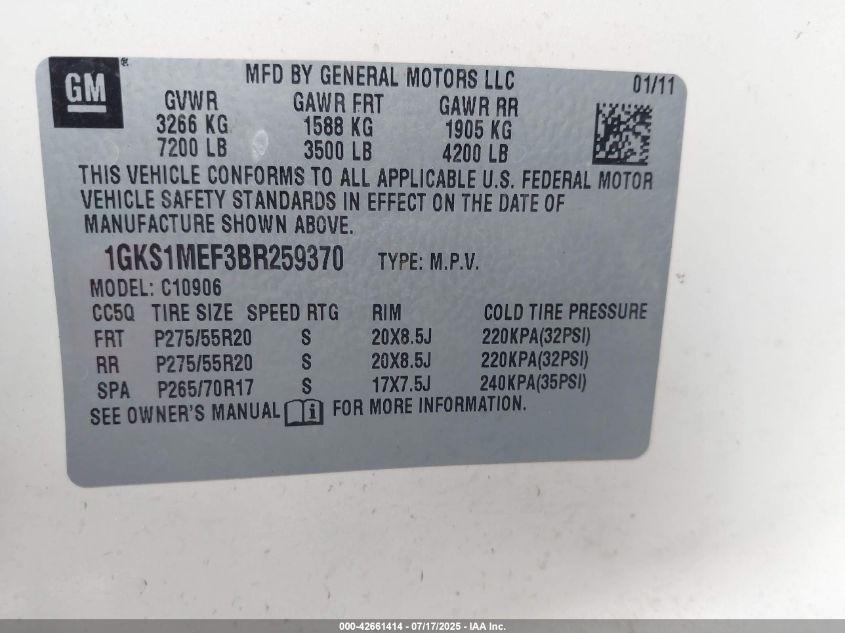 GM
MFD BY GENERAL MOTORS LLC 01/11
GVWR GAWR FRT GAWR RR
3266 KG 1588 KG 1905 KG
7200 LB 3500 LB 4200 LB
THIS VEHICLE CONFORMS TO ALL APPLICABLE U.S. FEDERAL MOTOR
VEHICLE SAFETY STANDARDS IN EFFECT ON THE DATE OF
MANUFACTURE SHOWN ABOVE.
1GKS1MEF3BR259370 TYPE: M.P.V.
MODEL: C10906
CC5Q TIRE SIZE SPEED RTG RIM COLD TIRE PRESSURE
FRT P275/55R20 S 20X8.5J 220KPA(32PSI)
RR P275/55R20 S 20X8.5J 220KPA(32PSI)
SPA P265/70R17 S 17X7.5J 240KPA(35PSI)
SEE OWNER'S MANUAL i FOR MORE INFORMATION.
000-42661414 - 07/17/2025 - IAA Inc.